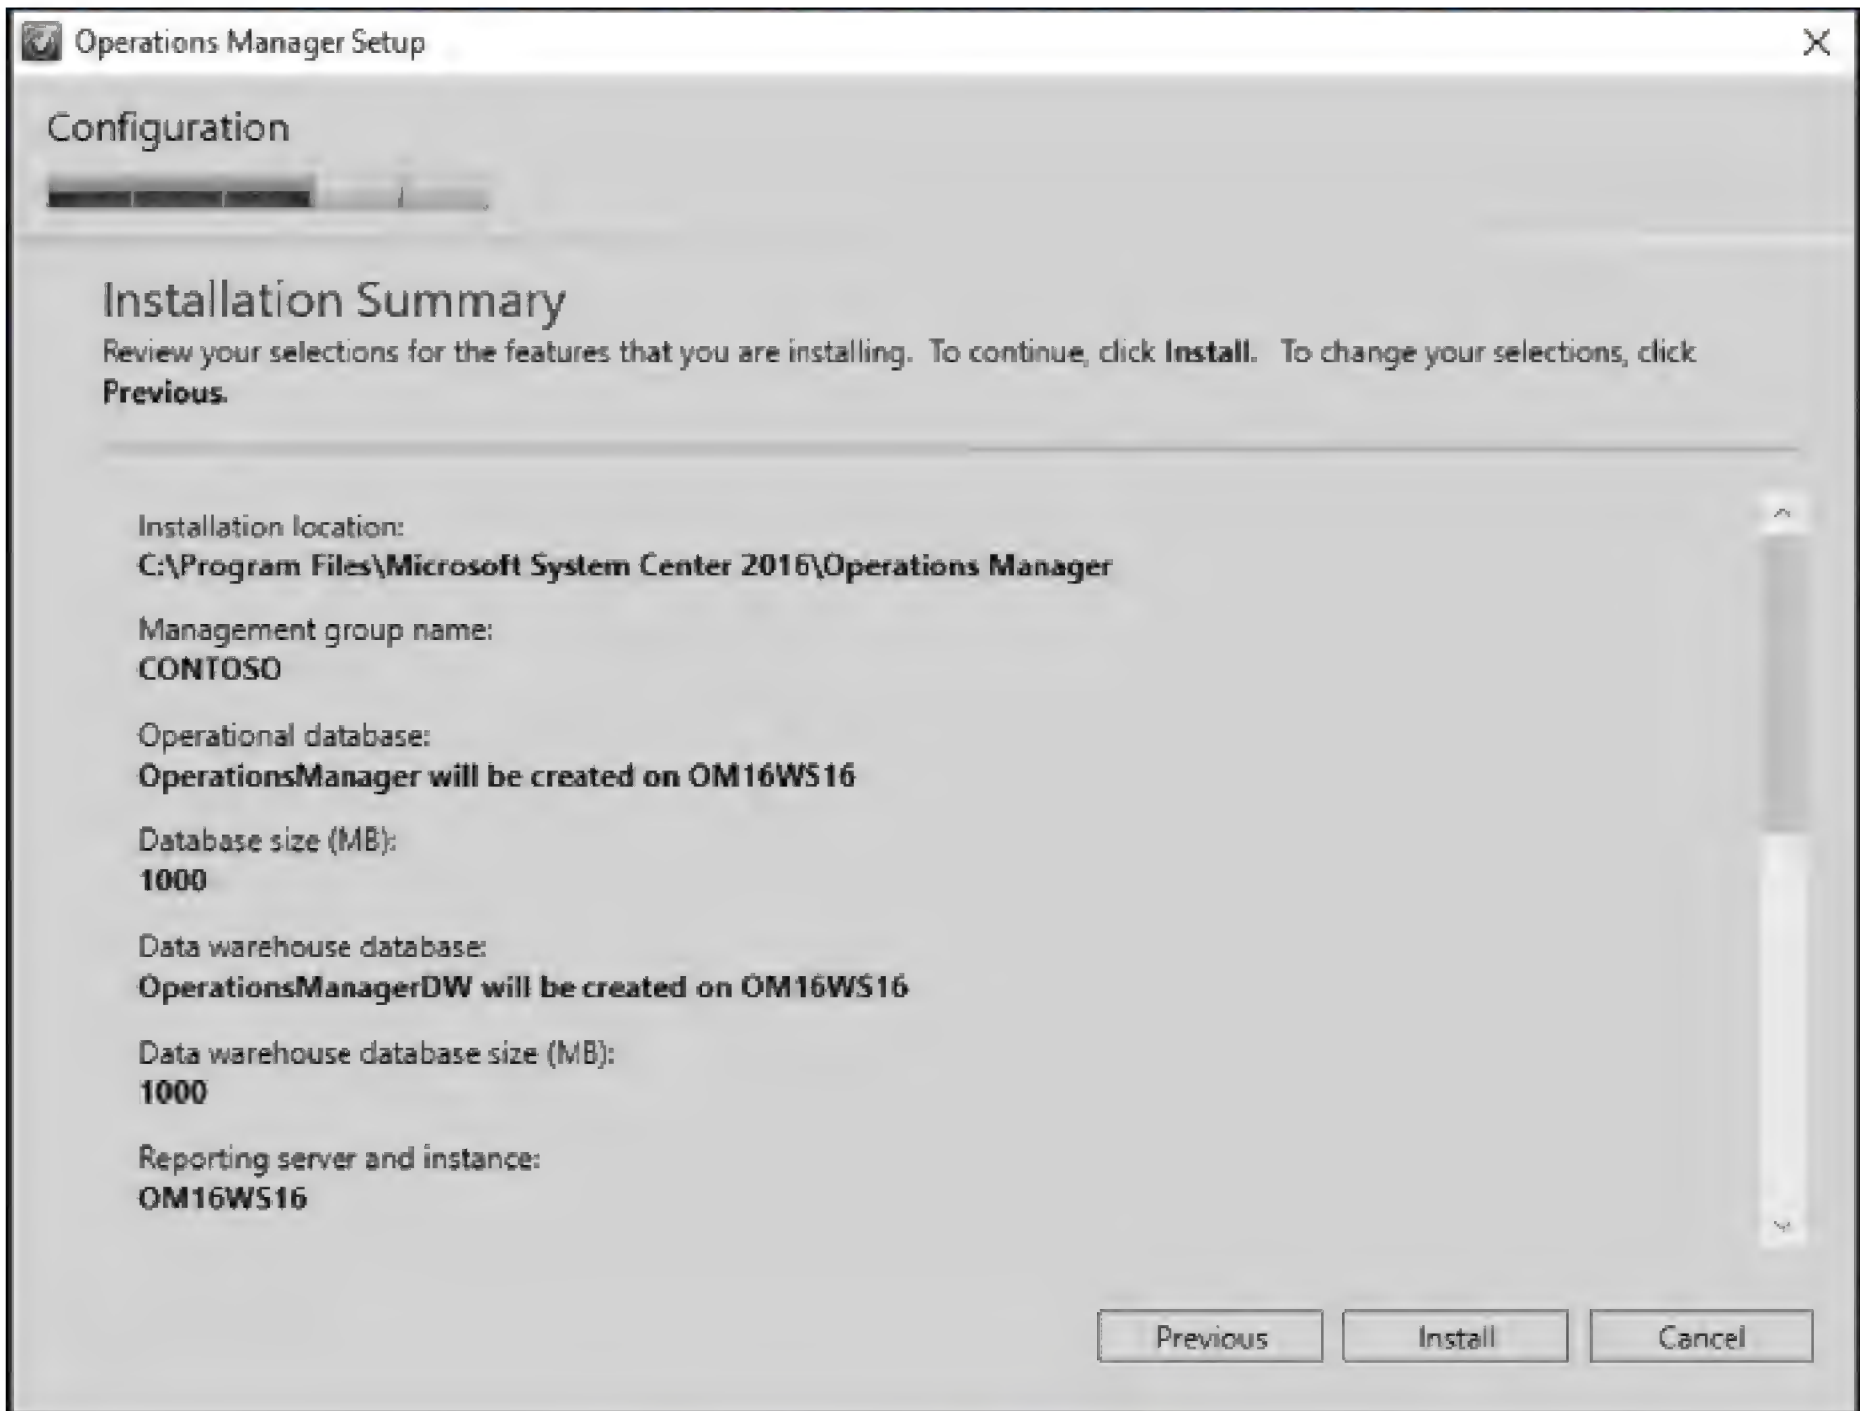 Operations Manager Setup
Configuration
Installation Summary
Review your selections for the features that you are installing. To continue, click Install. To change your selections, click
Previous.
Installation location:
C:\Program Files\Microsoft System Center 2016\Operations Manager
Management group name:
CONTOSO
Operational database:
OperationsManager will be created on OM16WS16
Database size (MB):
1000
Data warehouse database:
OperationsManagerDW will be created on OM16WS16
Data warehouse database size (MB):
1000
Reporting server and instance:
OM16WS16
Previous Install Cancel